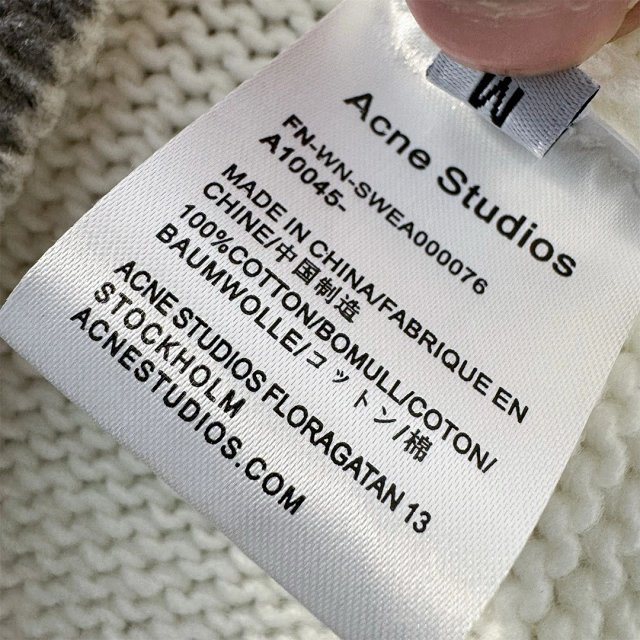 M
Acne Studios
FN-WN-SWEA000076
A10045-
MADE IN CHINA/FABRIQUE EN
CHINE/中国制造
100%COTTON/BOMULL/COTON/
BAUMWOLLE/コットン/棉
ACNE STUDIOS FLORAGATAN 13
STOCKHOLM
ACNESTUDIOS.COM